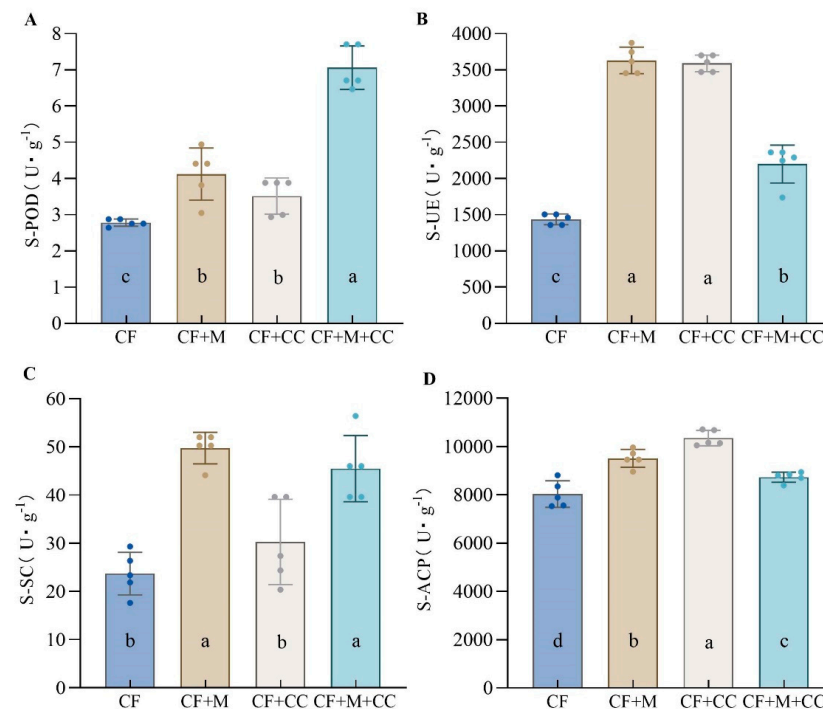 A
S-POD( U· g⁻¹)
8
7
6
5
4
3
2
1
0
c
b
b
a
CF
CF+M
CF+CC
CF+M+CC
B
S-UE( U· g⁻¹)
4000
3500
3000
2500
2000
1500
1000
500
0
c
a
a
b
CF
CF+M
CF+CC
CF+M+CC
C
S-SC( U· g⁻¹)
60
50
40
30
20
10
0
b
a
b
a
CF
CF+M
CF+CC
CF+M+CC
D
S-ACP( U· g⁻¹)
12000
10000
8000
6000
4000
2000
0
d
b
a
c
CF
CF+M
CF+CC
CF+M+CC